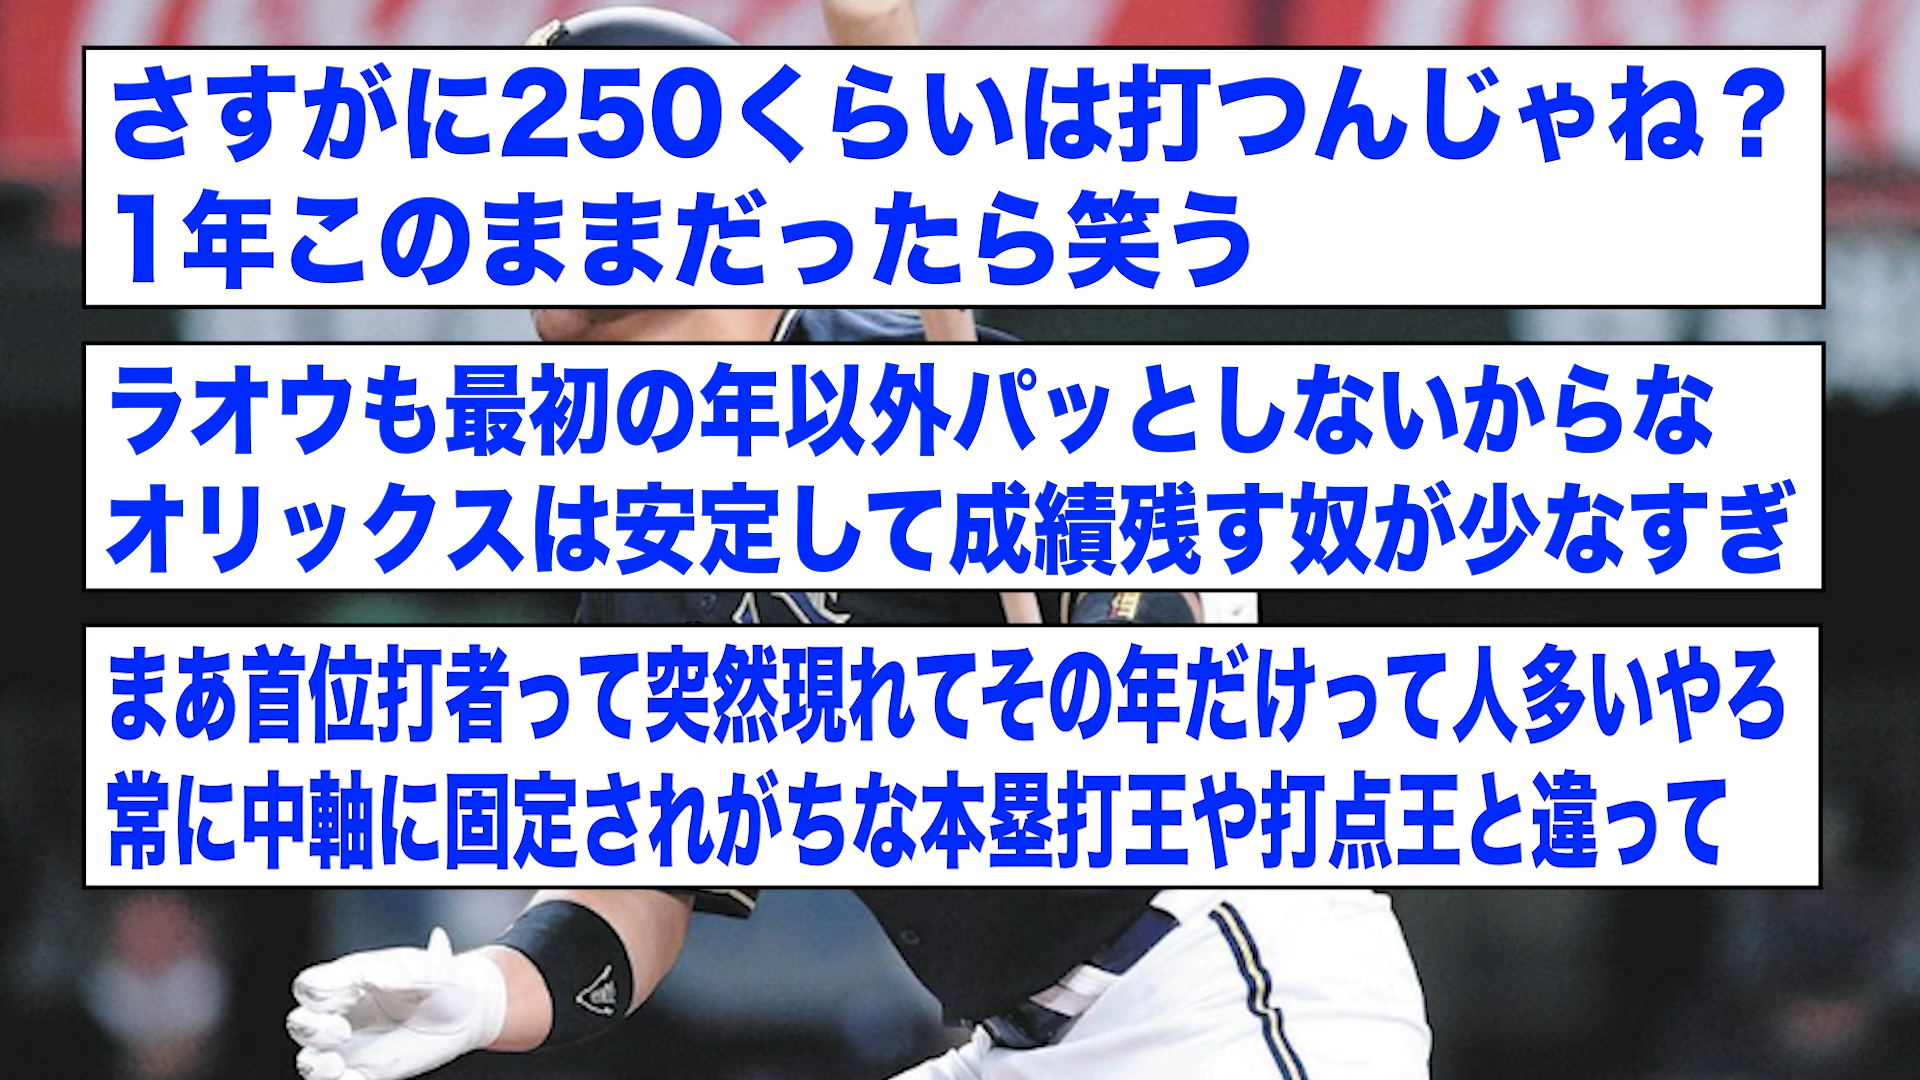 さすがに250くらいは打つんじゃね？
1年このままだったら笑う
ラオウも最初の年以外パッとしないからな
オリックスは安定して成績残す奴が少なすぎ
まあ首位打者って突然現れてその年だけって人多いやろ
常に中軸に固定されがちな本塁打王や打点王と違って